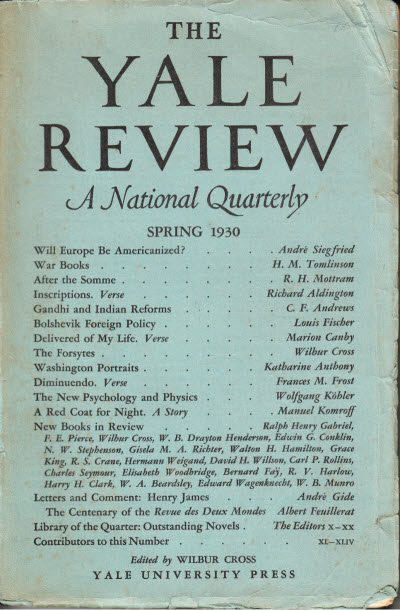 THE
YALE
REVIEW
A National Quarterly
SPRING 1930
Will Europe Be Americanized? . . . . Andrè Siegfried
War Books . . . . . . . . H. M. Tomlinson
After the Somme . . . . . . . R. H. Mottram
Inscriptions. Verse . . . . . . Richard Aldington
Gandhi and Indian Reforms . . . . . C. F. Andrews
Bolshevik Foreign Policy . . . . . . Louis Fischer
Delivered of My Life. Verse . . . . . Marion Canby
The Forsytes . . . . . . . . Wilbur Cross
Washington Portraits . . . . . . Katharine Anthony
Diminuendo. Verse . . . . . . Frances M. Frost
The New Psychology and Physics . . . . Wolfgang Köhler
A Red Coat for Night. A Story . . . . Manuel Komroff
New Books in Review . . . . . Ralph Henry Gabriel,
F. E. Pierce, Wilbur Cross, W. B. Drayton Henderson, Edwin G. Conklin,
N. W. Stephenson, Gisela M. A. Richter, Walton H. Hamilton, Grace
King, R. S. Crane, Hermann Weigand, David H. Willson, Carl P. Rollins,
Charles Seymour, Elisabeth Woodbridge, Bernard Faÿ, R. V. Harlow,
Harry H. Clark, W. A. Beardsley, Edward Wagenknecht, W. B. Munro
Letters and Comment: Henry James . . . . Andrè Gide
The Centenary of the Revue des Deux Mondes Albert Feuillerat
Library of the Quarter: Outstanding Novels . The Editors X–XX
Contributors to this Number . . . . . XL–XLIV
Edited by WILBUR CROSS
YALE UNIVERSITY PRESS